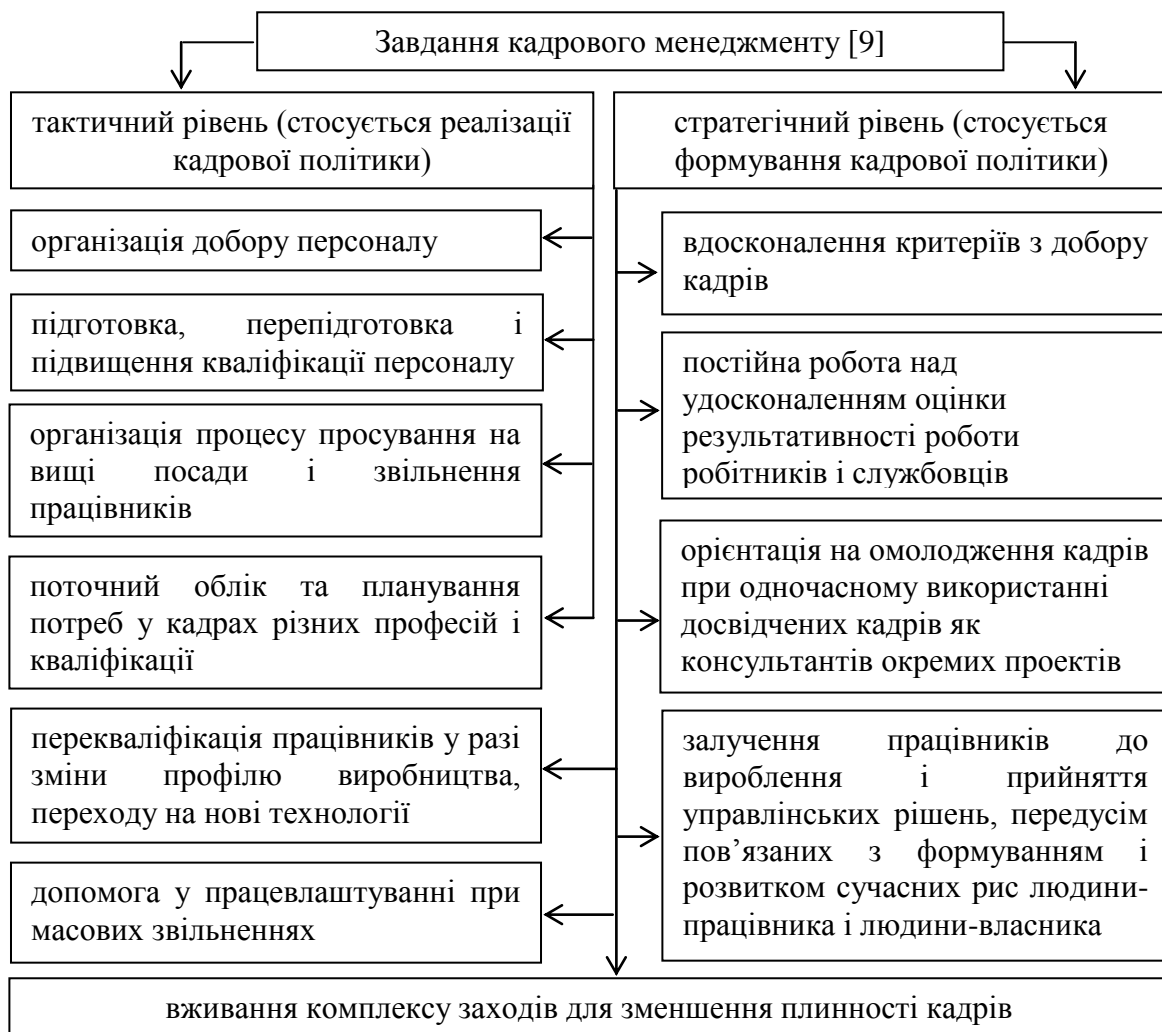 Завдання кадрового менеджменту [9]
тактичний рівень (стосується реалізації
кадрової політики)
стратегічний рівень (стосується
формування кадрової політики)
організація добору персоналу
підготовка, перепідготовка і
підвищення кваліфікації персоналу
організація процесу просування на
вищі посади і звільнення
працівників
поточний облік та планування
потреб у кадрах різних професій і
кваліфікації
перекваліфікація працівників у разі
зміни профілю виробництва,
переходу на нові технології
допомога у працевлаштуванні при
масових звільненнях
вдосконалення критеріїв з добору
кадрів
постійна робота над
удосконаленням оцінки
результативності роботи
робітників і службовців
орієнтація на омолодження кадрів
при одночасному використанні
досвідчених кадрів як
консультантів окремих проектів
залучення працівників до
вироблення і прийняття
управлінських рішень, передусім
пов’язаних з формуванням і
розвитком сучасних рис людини-
працівника і людини-власника
вживання комплексу заходів для зменшення плинності кадрів